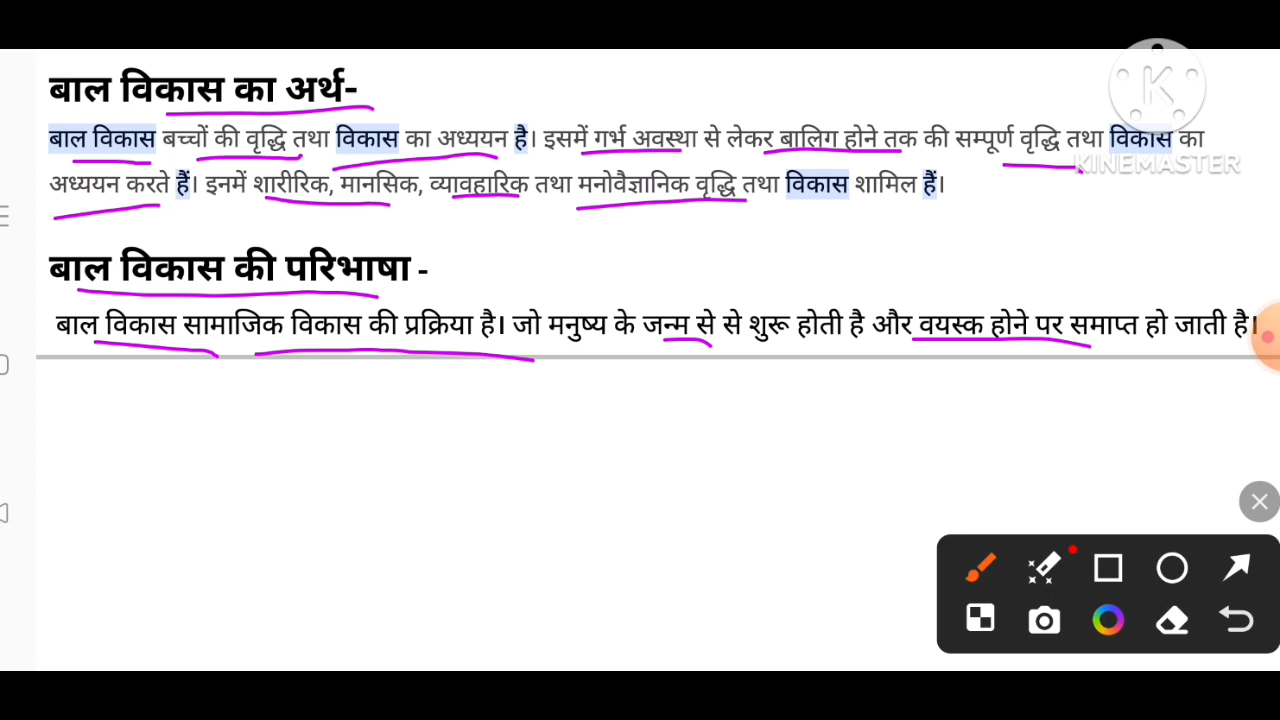 बाल विकास का अर्थ-
बाल विकास बच्चों की वृद्धि तथा विकास का अध्ययन है। इसमें गर्भ अवस्था से लेकर बालिग होने तक की सम्पूर्ण वृद्धि तथा विकास का
KINEMASTER
अध्ययन करते हैं। इनमें शारीरिक, मानसिक, व्यावहारिक तथा मनोवैज्ञानिक वृद्धि तथा विकास शामिल हैं।
बाल विकास की परिभाषा -
बाल विकास सामाजिक विकास की प्रक्रिया है। जो मनुष्य के जन्म से से शुरू होती है और वयस्क होने पर समाप्त हो जाती है।